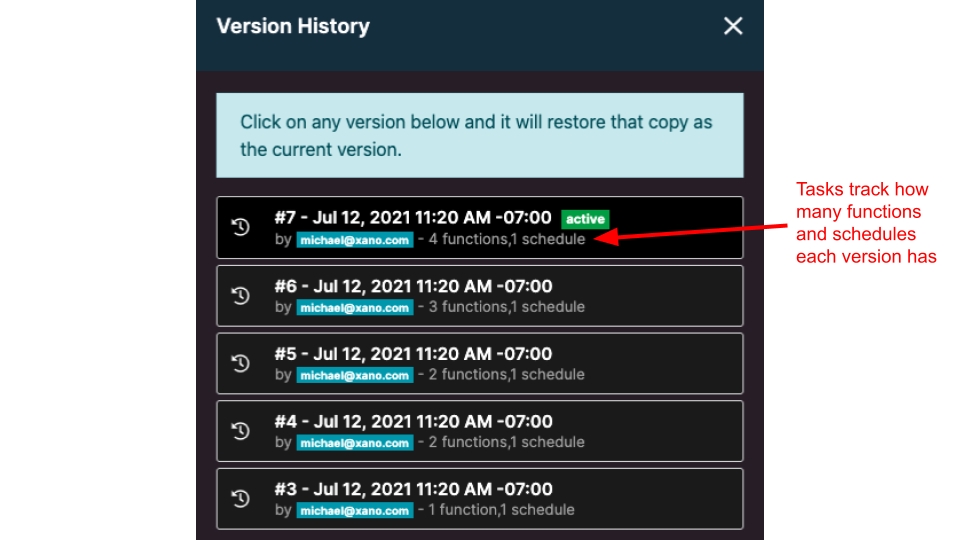 Version History
Click on any version below and it will restore that copy as
the current version.
#7 - Jul 12, 2021 11:20 AM -07:00 active
by michael@xano.com - 4 functions,1 schedule
#6 - Jul 12, 2021 11:20 AM -07:00
by michael@xano.com - 3 functions,1 schedule
#5 - Jul 12, 2021 11:20 AM -07:00
by michael@xano.com - 2 functions,1 schedule
#4 - Jul 12, 2021 11:20 AM -07:00
by michael@xano.com - 2 functions,1 schedule
#3 - Jul 12, 2021 11:20 AM -07:00
by michael@xano.com - 1 function,1 schedule
Tasks track how
many functions
and schedules
each version has